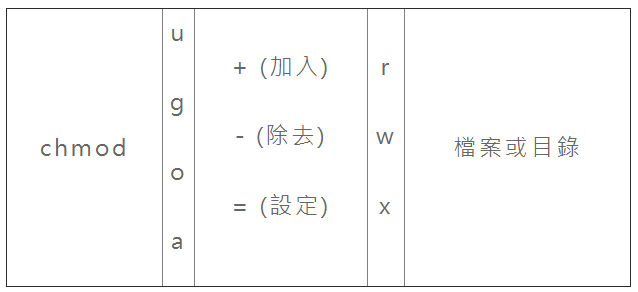 chmod
u
g
o
a
+ (加入)
- (除去)
= (設定)
r
w
x
檔案或目錄